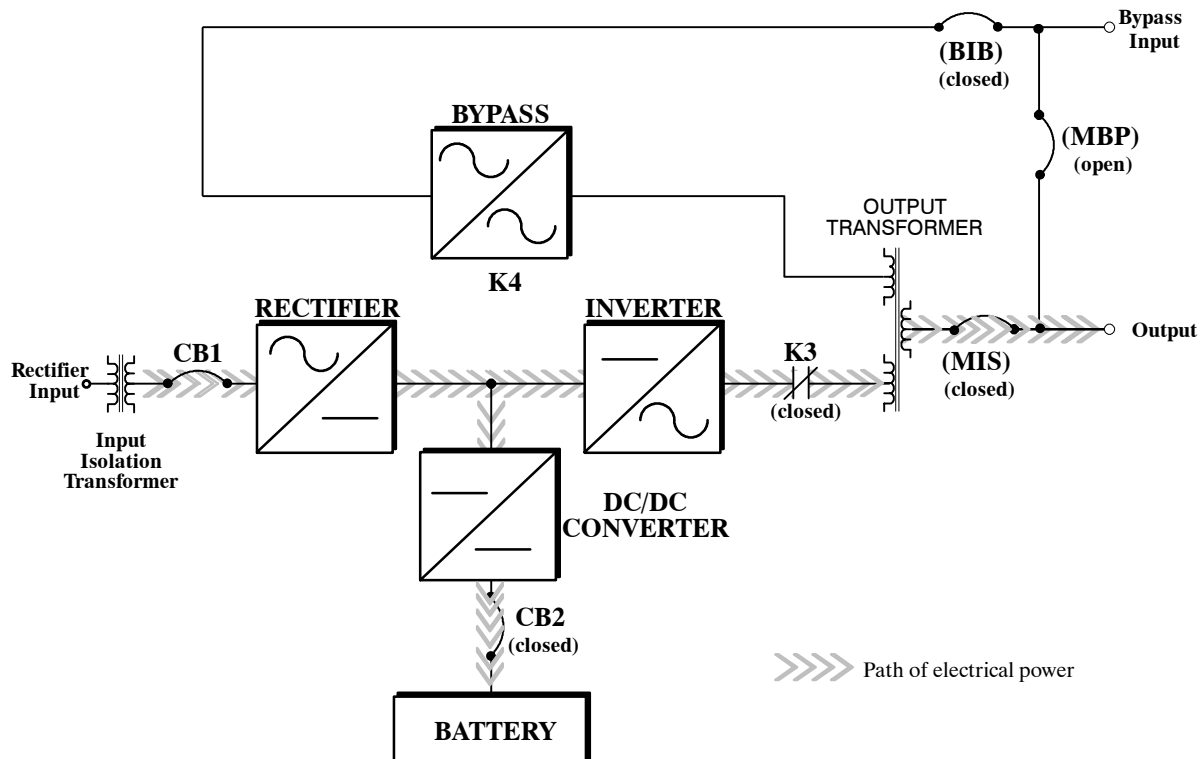 Bypass
Input
(BIB)
(closed)
BYPASS
(MBP)
(open)
OUTPUT
TRANSFORMER
K4
RECTIFIER
INVERTER
CB1
K3
Output
Rectifier
Input
(MIS)
(closed)
(closed)
Input
Isolation
Transformer
DC/DC
CONVERTER
CB2
(closed)
Path of electrical power
BATTERY